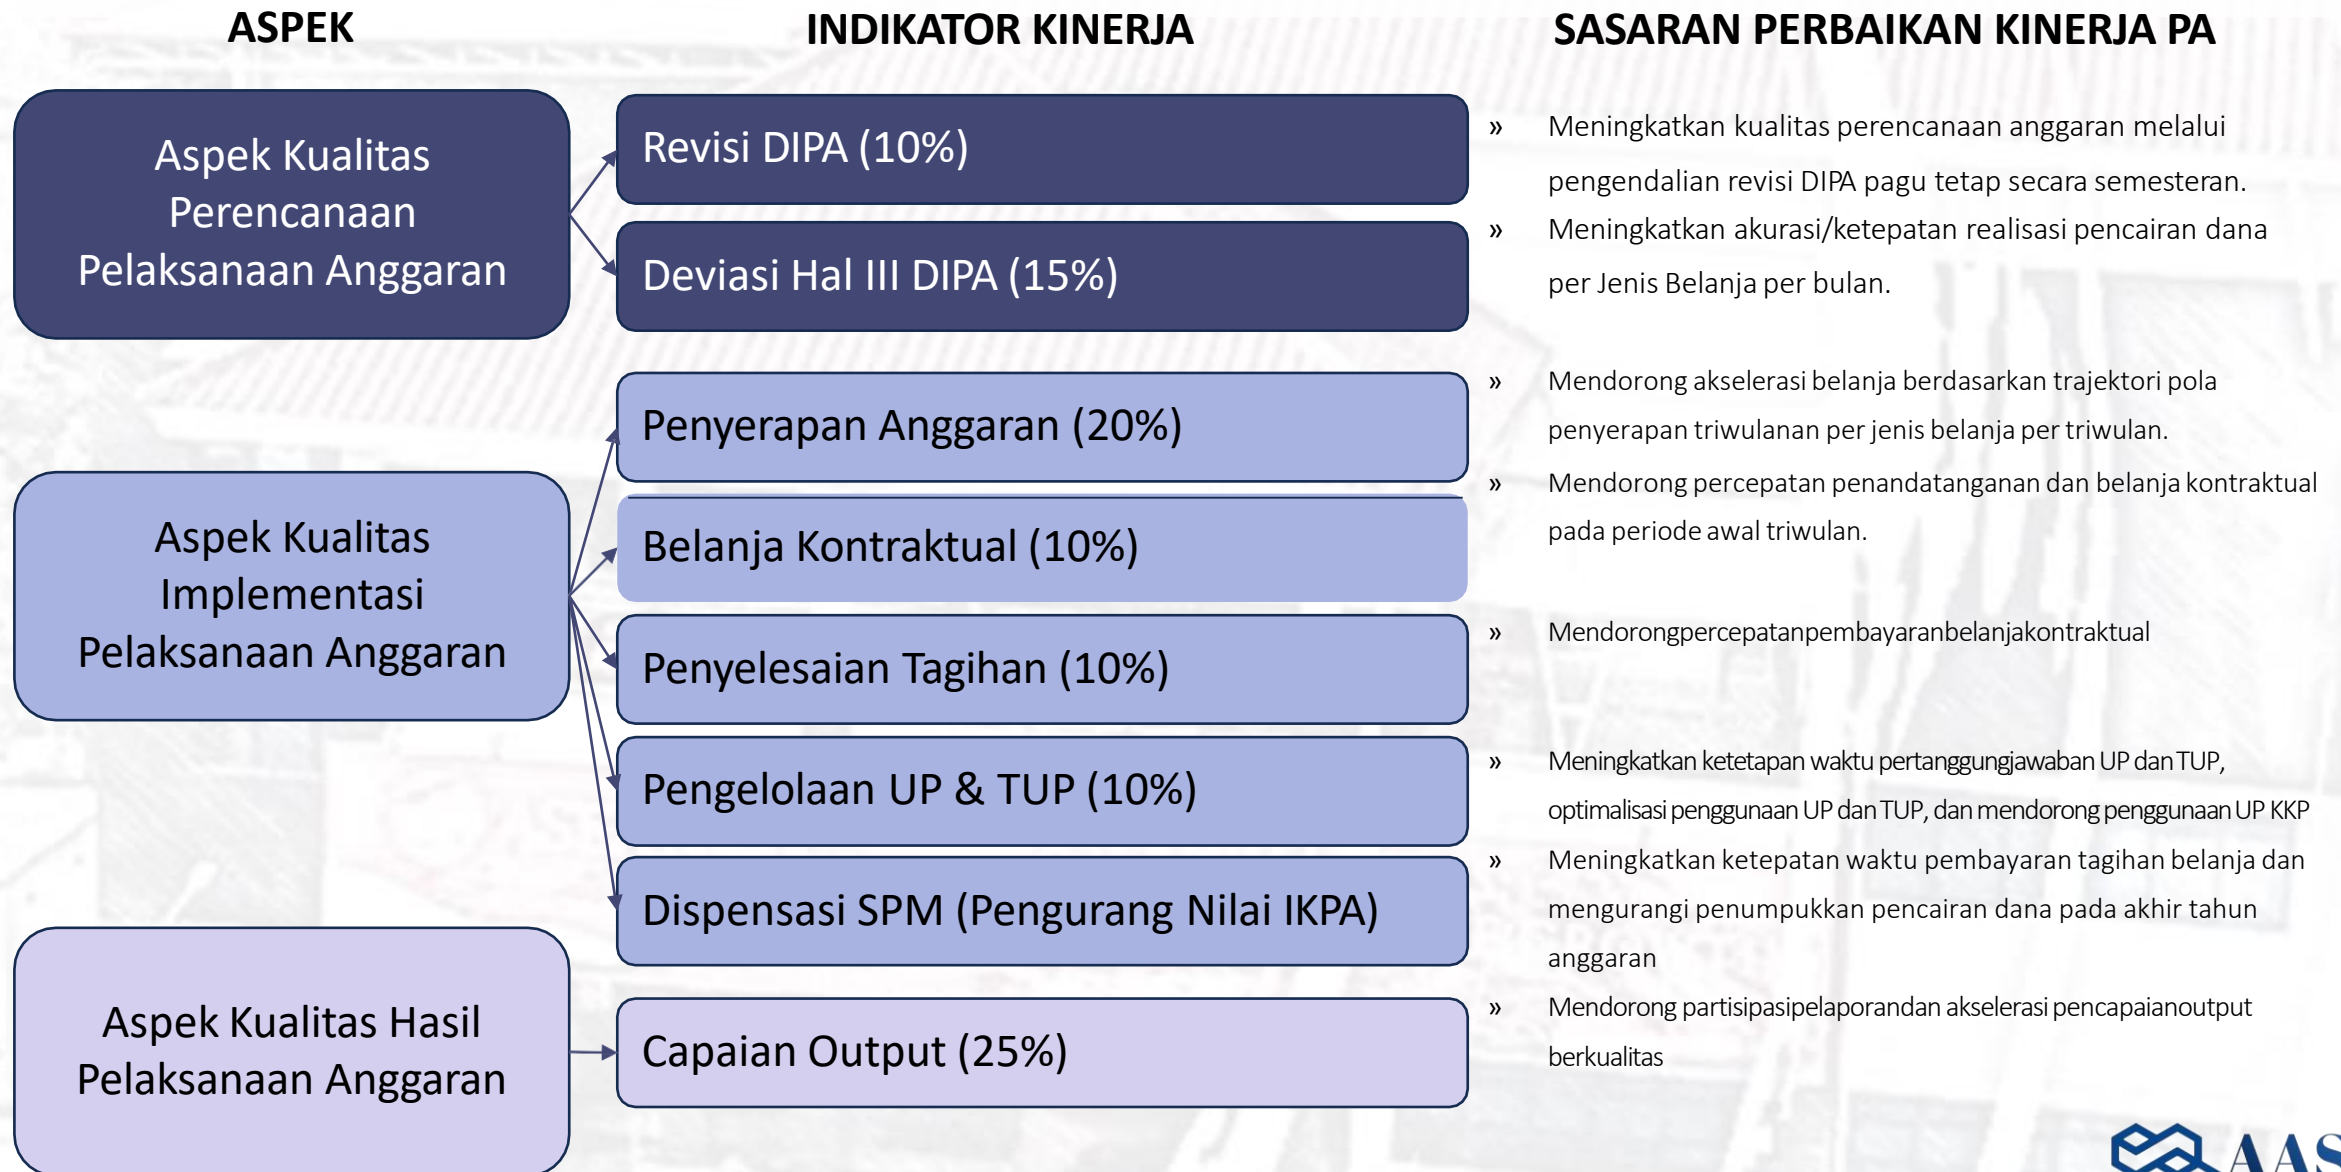 ASPEK
INDIKATOR KINERJA
SASARAN PERBAIKAN KINERJA PA
Aspek Kualitas
Perencanaan
Pelaksanaan Anggaran
Revisi DIPA (10%)
Deviasi Hal III DIPA (15%)
» Meningkatkan kualitas perencanaan anggaran melalui
pengendalian revisi DIPA pagu tetap secara semesteran.
» Meningkatkan akurasi/ketepatan realisasi pencairan dana
per Jenis Belanja per bulan.
Aspek Kualitas
Implementasi
Pelaksanaan Anggaran
Penyerapan Anggaran (20%)
Belanja Kontraktual (10%)
Penyelesaian Tagihan (10%)
Pengelolaan UP & TUP (10%)
Dispensasi SPM (Pengurang Nilai IKPA)
» Mendorong akselerasi belanja berdasarkan trajektori pola
penyerapan triwulanan per jenis belanja per triwulan.
» Mendorong percepatan penandatanganan dan belanja kontraktual
pada periode awal triwulan.
» Mendorongpercepatanpembayaranbelanjakontraktual
» Meningkatkan ketetapan waktu pertanggungjawaban UP dan TUP,
optimalisasi penggunaan UP dan TUP, dan mendorong penggunaan UP KKP
» Meningkatkan ketepatan waktu pembayaran tagihan belanja dan
mengurangi penumpukkan pencairan dana pada akhir tahun
anggaran
Aspek Kualitas Hasil
Pelaksanaan Anggaran
Capaian Output (25%)
» Mendorong partisipasipelaporandan akselerasi pencapaianoutput
berkualitas
AAS